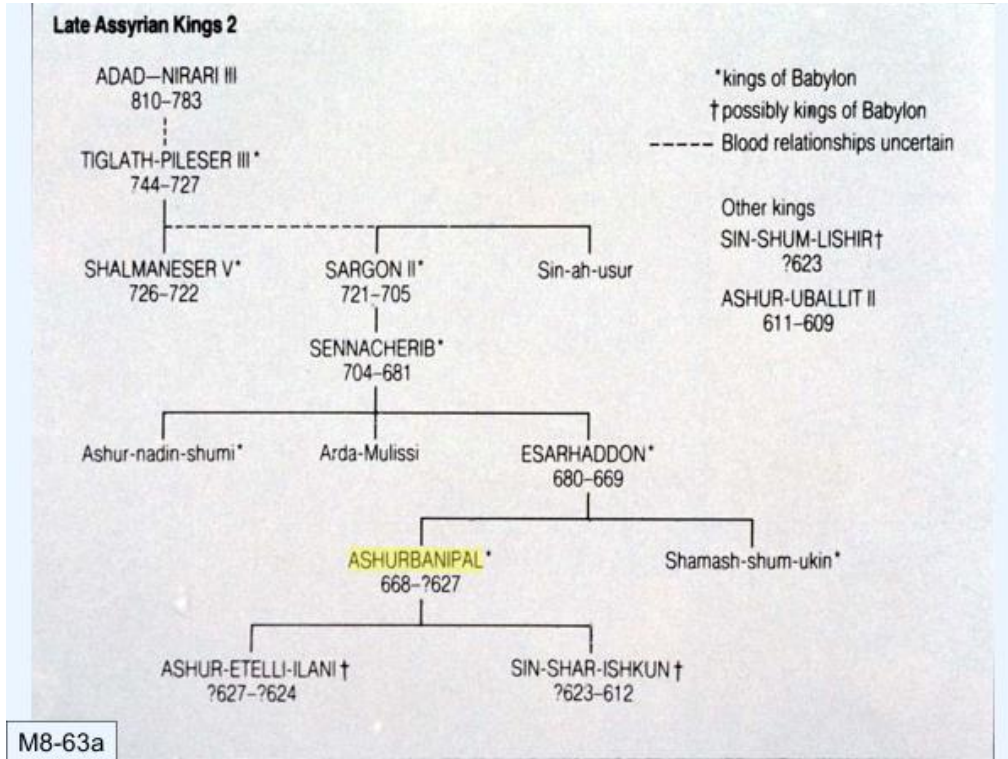 Late Assyrian Kings 2
ADAD–NIRARI III
810–783
*kings of Babylon
†possibly kings of Babylon
----- Blood relationships uncertain
TIGLATH-PILESER III*
744–727
Other kings
SIN-SHUM-LISHIR†
?623
ASHUR-UBALLIT II
611–609
SHALMANESER V*
726–722
SARGON II*
721–705
Sin-ah-usur
SENNACHERIB*
704–681
Ashur-nadin-shumi*
Arda-Mulissi
ESARHADDON*
680–669
ASHURBANIPAL*
668–?627
Shamash-shum-ukin*
ASHUR-ETELLI-ILANI†
?627–?624
SIN-SHAR-ISHKUN†
?623–612
M8-63a